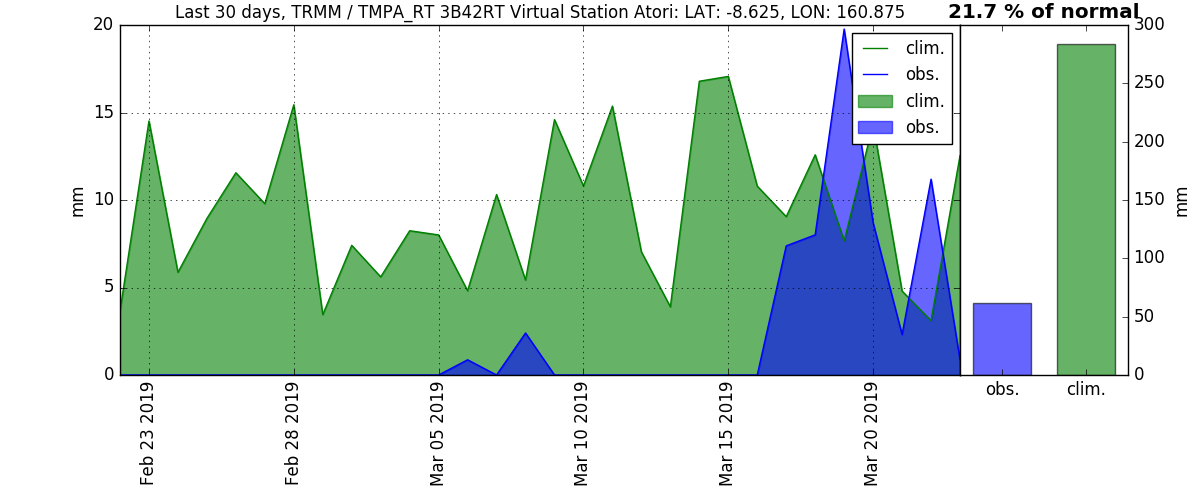 Last 30 days, TRMM / TMPA_RT 3B42RT Virtual Station Atori: LAT: -8.625, LON: 160.875
21.7 % of normal
20
15
10
5
0
mm
clim.
obs.
clim.
obs.
300
250
200
150
100
50
0
mm
obs.
clim.
Feb 23 2019
Feb 28 2019
Mar 05 2019
Mar 10 2019
Mar 15 2019
Mar 20 2019